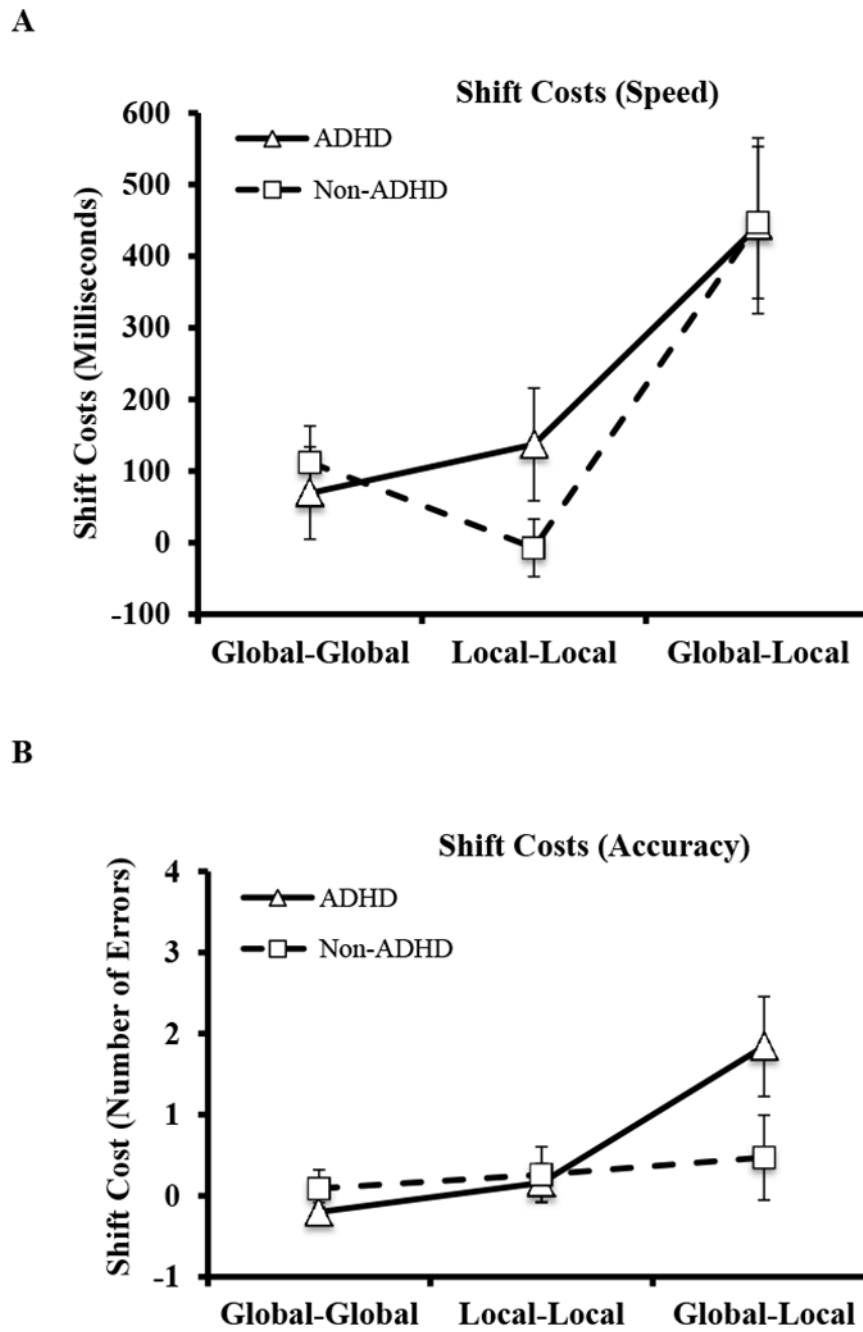 A
Shift Costs (Speed)
600
500
400
300
200
100
0
-100
Shift Costs (Milliseconds)
ADHD
Non-ADHD
Global-Global Local-Local Global-Local
B
Shift Costs (Accuracy)
4
3
2
1
0
-1
Shift Cost (Number of Errors)
ADHD
Non-ADHD
Global-Global Local-Local Global-Local